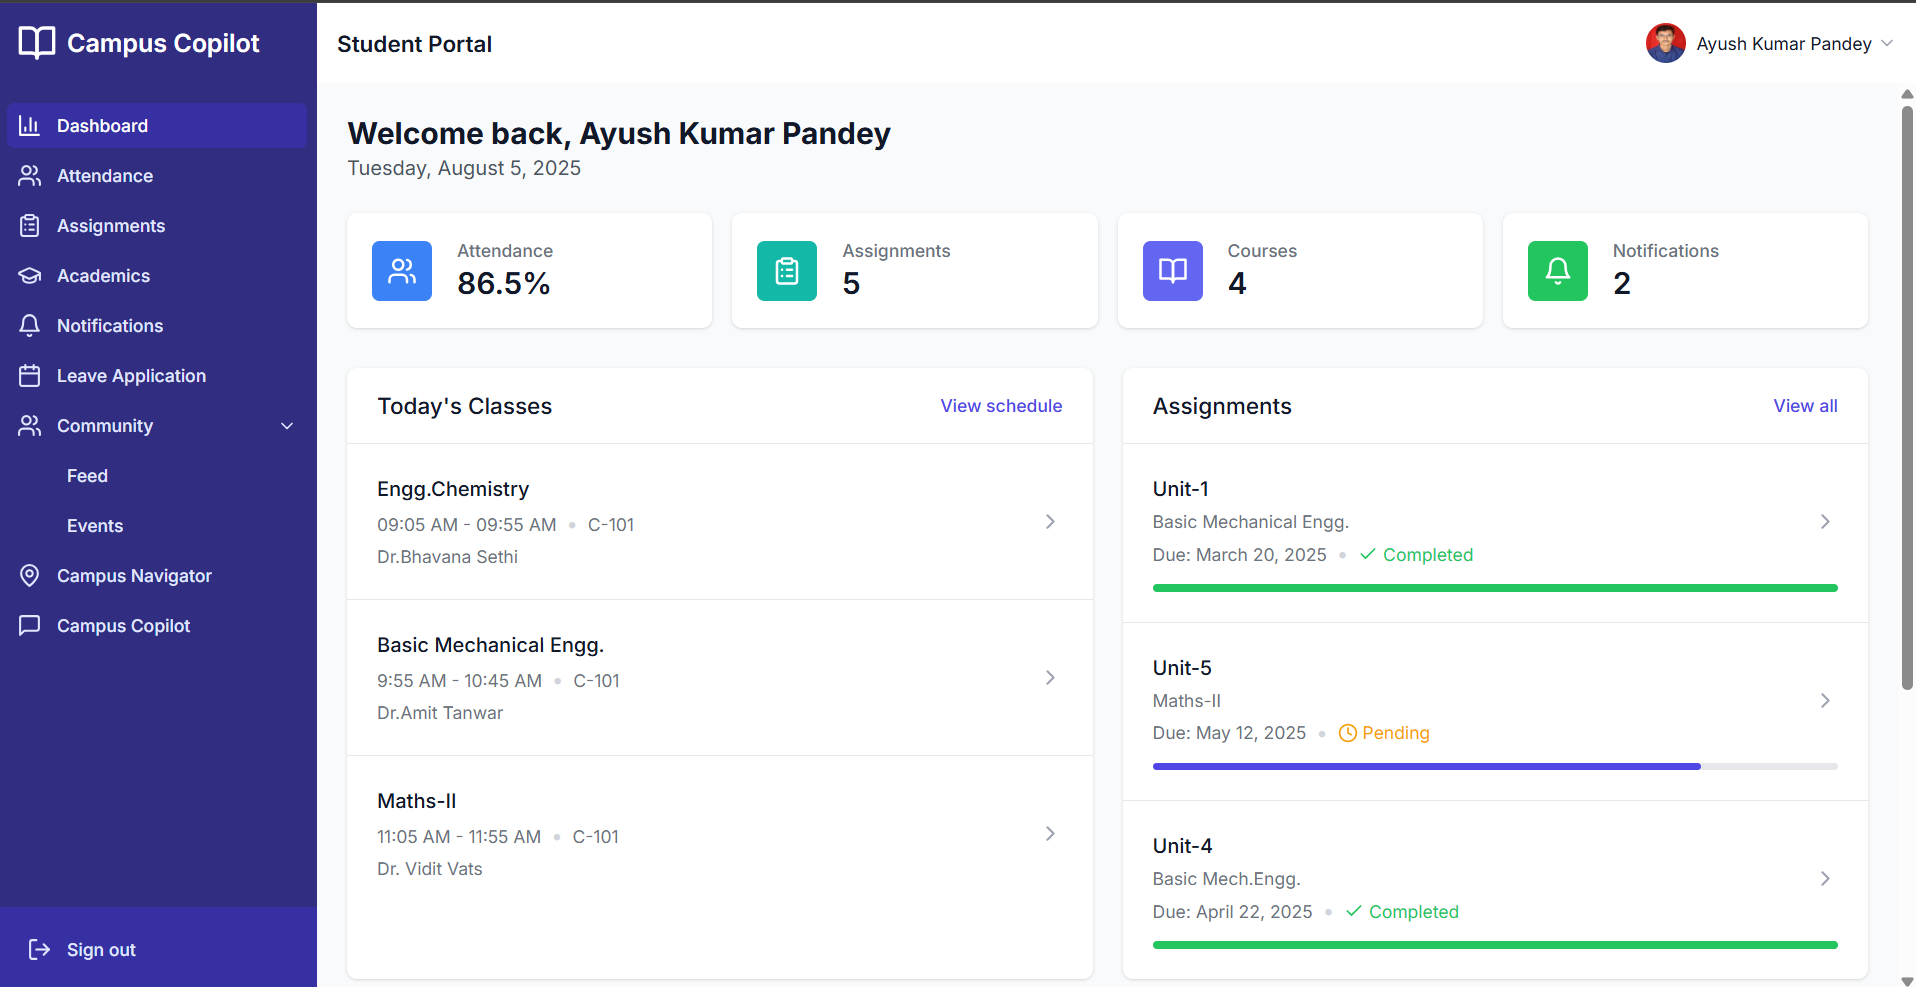 Campus Copilot
Dashboard
Attendance
Assignments
Academics
Notifications
Leave Application
Community
Feed
Events
Campus Navigator
Campus Copilot
Sign out
Student Portal
Ayush Kumar Pandey
Welcome back, Ayush Kumar Pandey
Tuesday, August 5, 2025
Attendance
86.5%
Assignments
5
Courses
4
Notifications
2
Today's Classes
View schedule
Engg.Chemistry
09:05 AM - 09:55 AM • C-101
Dr.Bhavana Sethi
Basic Mechanical Engg.
9:55 AM - 10:45 AM • C-101
Dr.Amit Tanwar
Maths-II
11:05 AM - 11:55 AM • C-101
Dr. Vidit Vats
Assignments
View all
Unit-1
Basic Mechanical Engg.
Due: March 20, 2025 • Completed
Unit-5
Maths-II
Due: May 12, 2025 • Pending
Unit-4
Basic Mech.Engg.
Due: April 22, 2025 • Completed